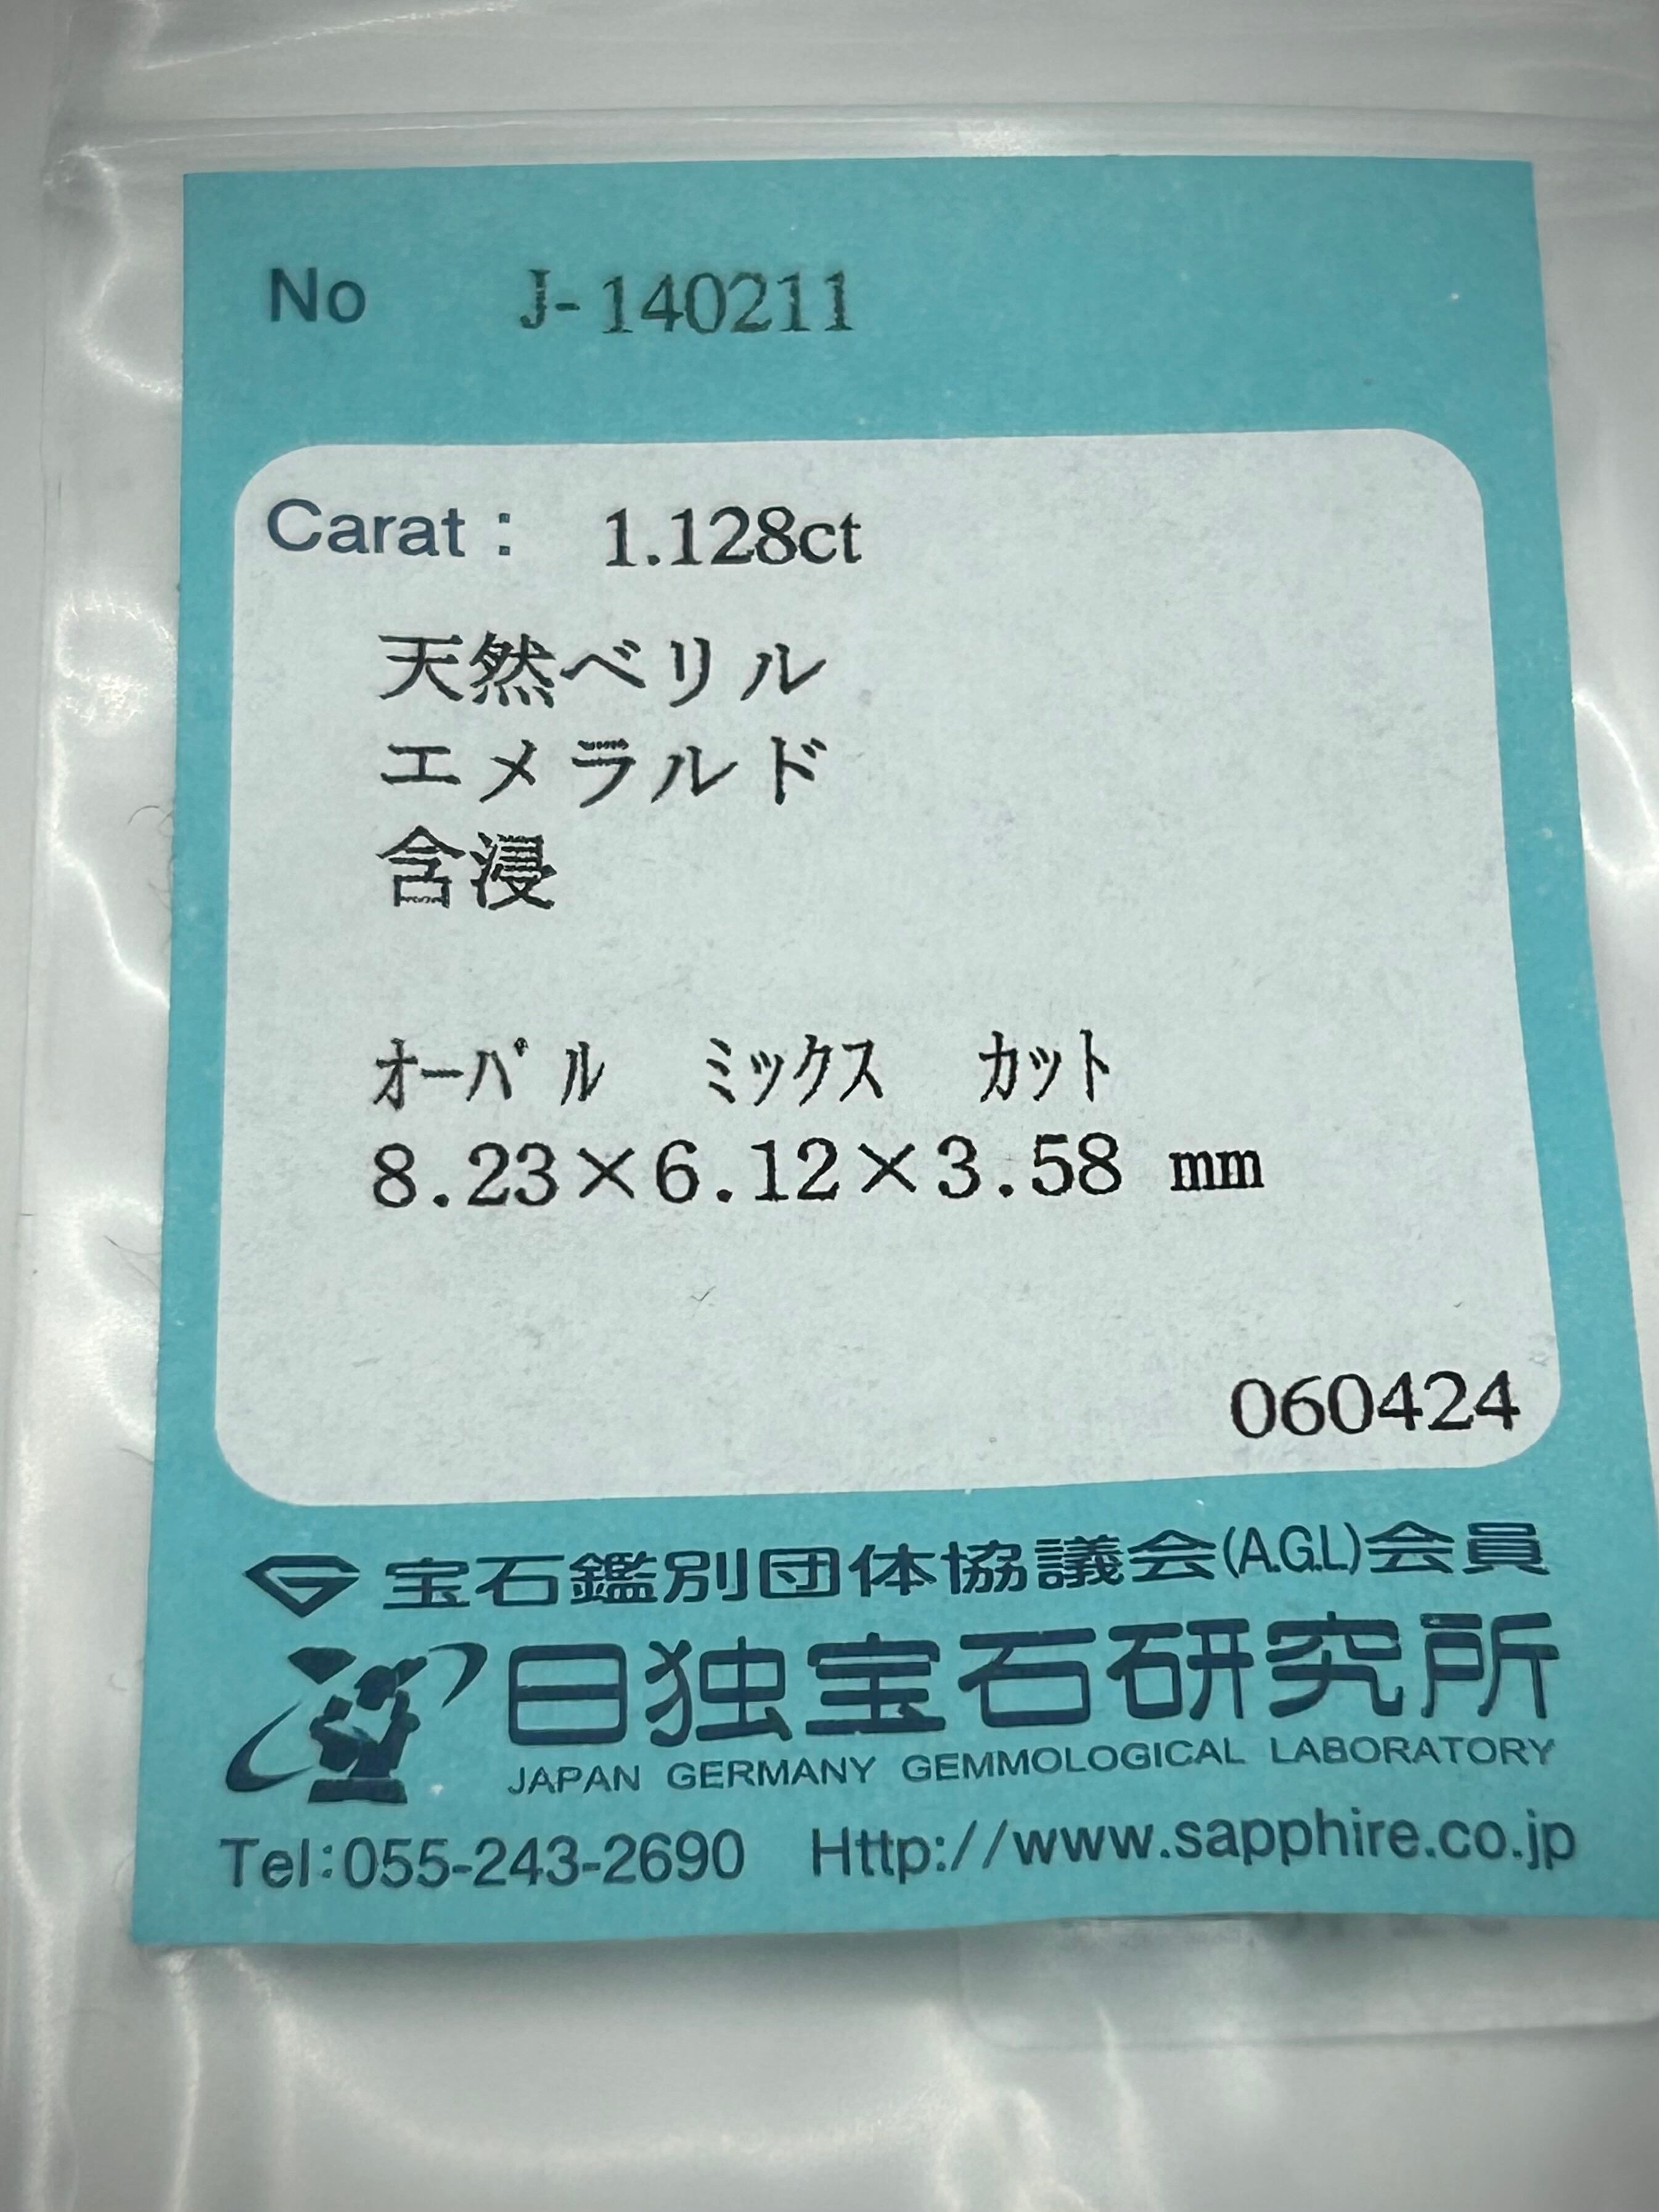 No J-140211
Carat： 1.128ct
天然ベリル
エメラルド
含浸
ｵｰﾊﾟﾙ ﾐｯｸｽ ｶｯﾄ
8.23×6.12×3.58 mm
060424
宝石鑑別団体協議会(A.G.L)会員
日独宝石研究所
JAPAN GERMANY GEMMOLOGICAL LABORATORY
Tel:055-243-2690 Http://www.sapphire.co.jp